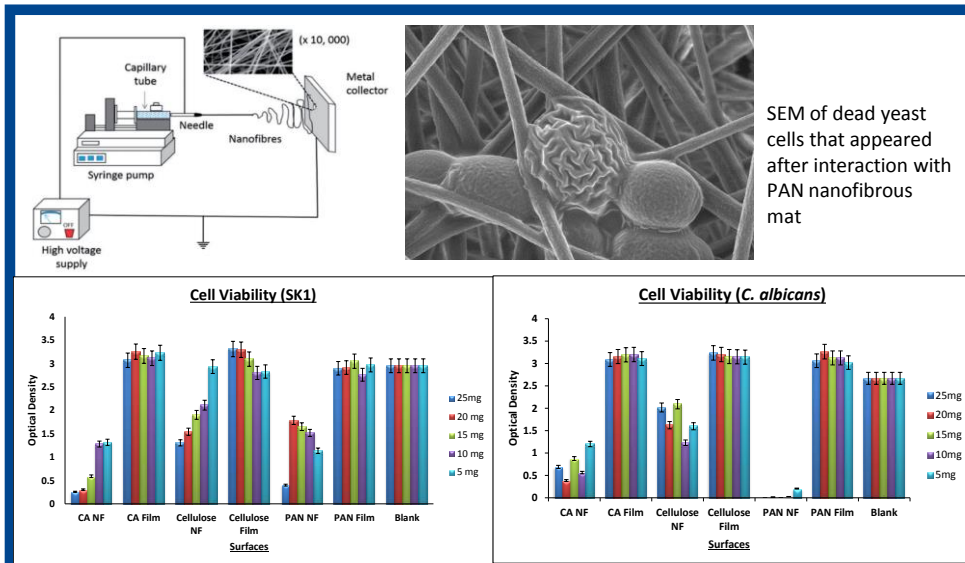 (x 10, 000)
Capillary
tube
Metal
collector
Needle
Nanofibres
Syringe pump
OFF
High voltage
supply
SEM of dead yeast
cells that appeared
after interaction with
PAN nanofibrous
mat
Cell Viability (SK1)
Optical Density
4
3.5
3
2.5
2
1.5
1
0.5
0
CA NF
CA Film
Cellulose
NF
Cellulose
Film
PAN NF
PAN Film
Blank
Surfaces
25mg
20 mg
15 mg
10 mg
5 mg
Cell Viability (C. albicans)
Optical Density
4
3.5
3
2.5
2
1.5
1
0.5
0
CA NF
CA Film
Cellulose
NF
Cellulose
Film
PAN NF
PAN Film
Blank
Surfaces
25mg
20mg
15mg
10mg
5mg